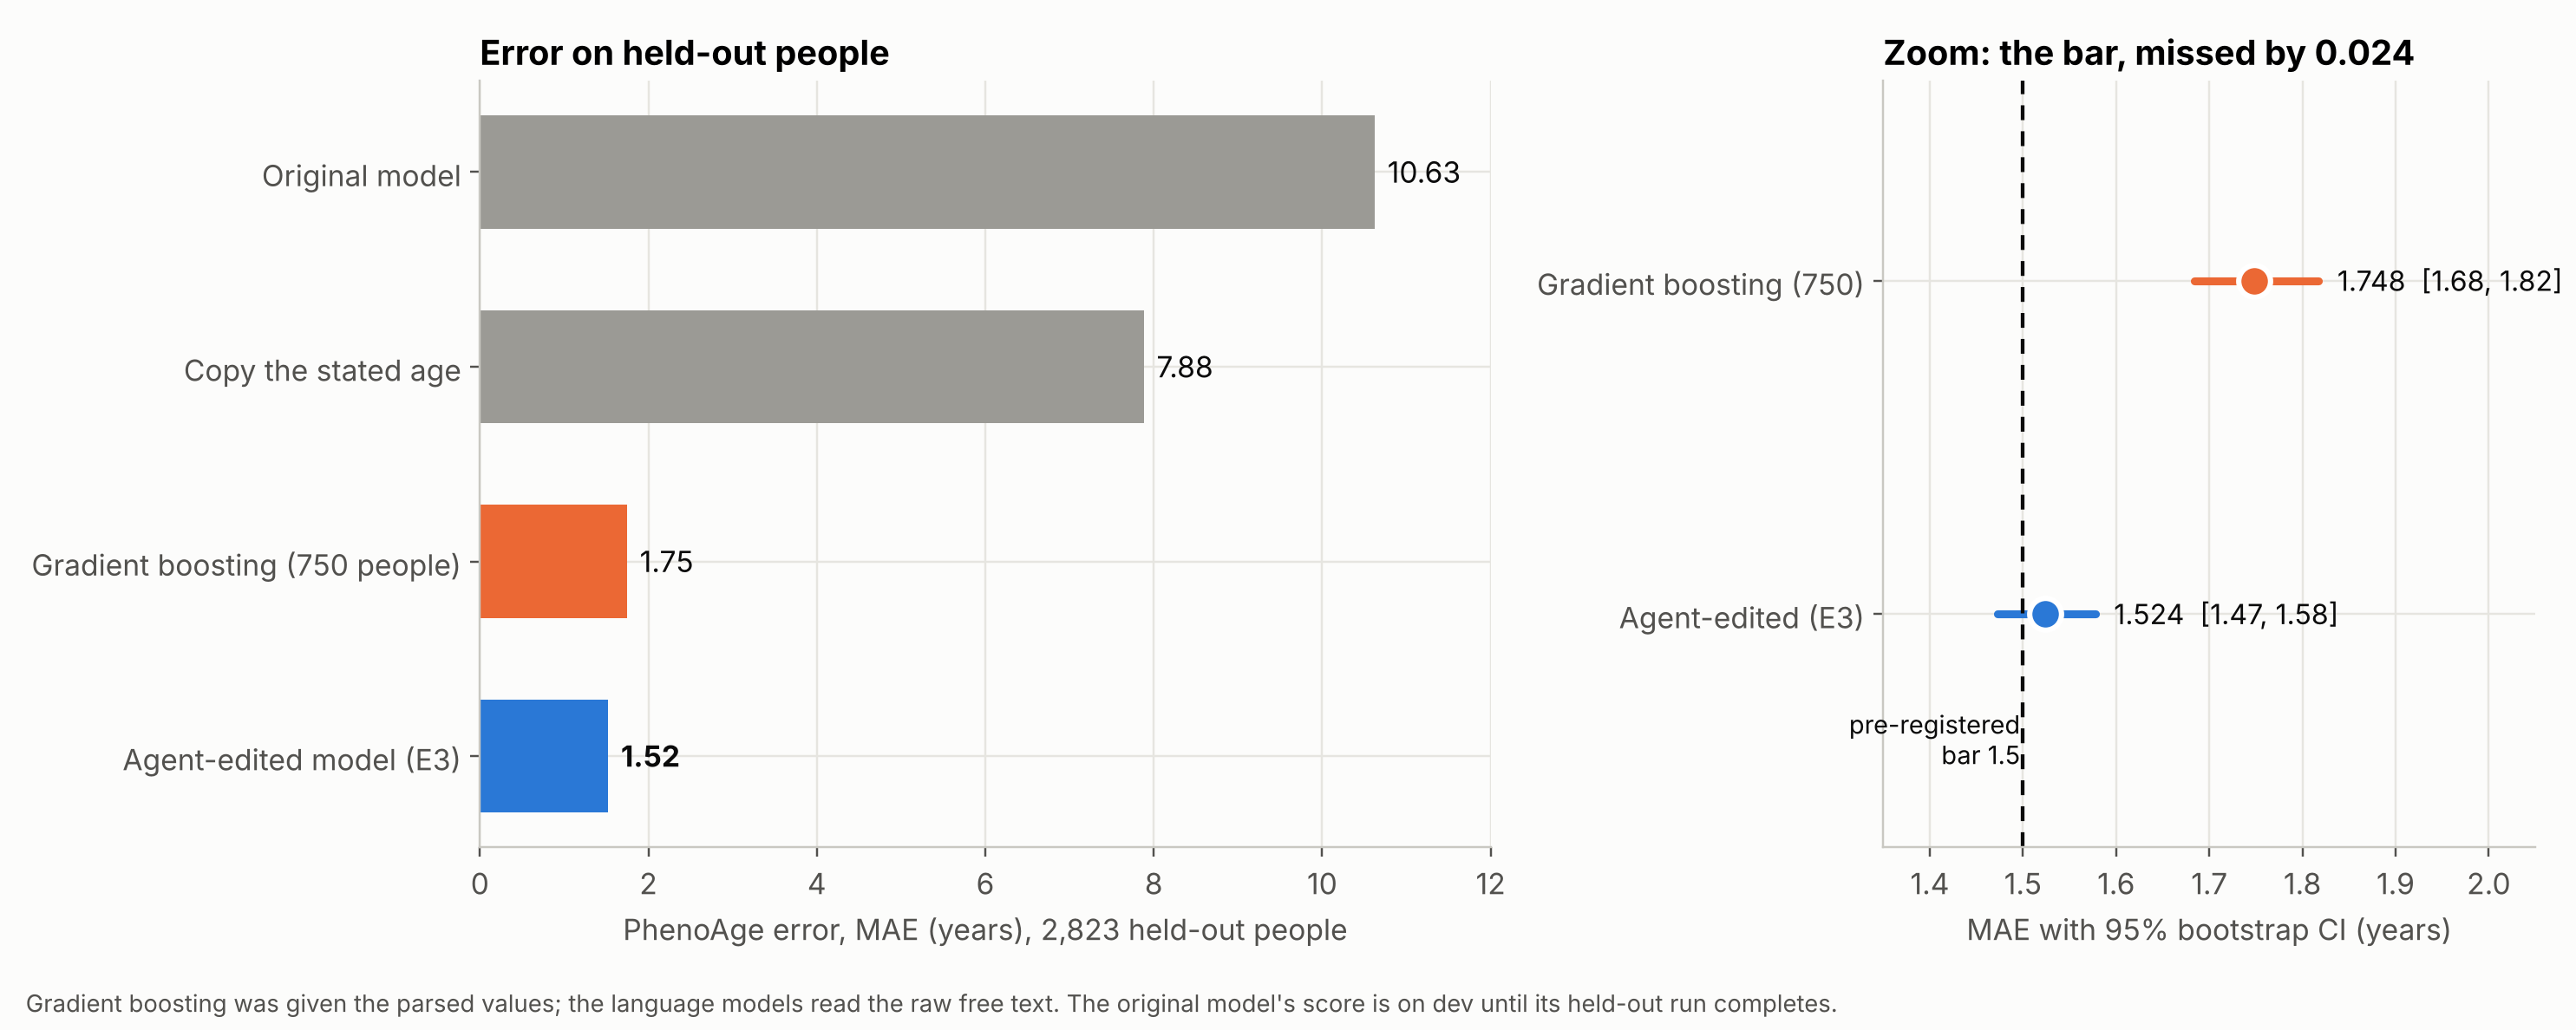 Error on held-out people
Original model
10.63
Copy the stated age
7.88
Gradient boosting (750 people)
1.75
Agent-edited model (E3)
1.52
0 2 4 6 8 10 12
PhenoAge error, MAE (years), 2,823 held-out people
Zoom: the bar, missed by 0.024
Gradient boosting (750)
1.748 [1.68, 1.82]
Agent-edited (E3)
1.524 [1.47, 1.58]
pre-registered
bar 1.5
1.4 1.5 1.6 1.7 1.8 1.9 2.0
MAE with 95% bootstrap CI (years)
Gradient boosting was given the parsed values; the language models read the raw free text. The original model's score is on dev until its held-out run completes.